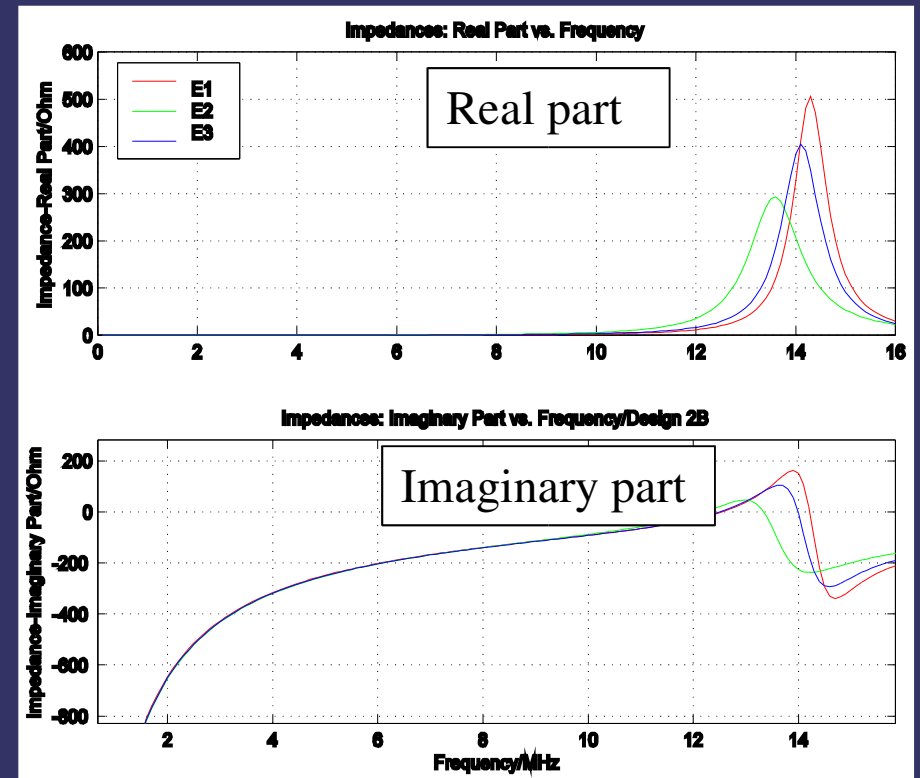 Impedances: Real Part vs. Frequency
Impedance-Real Part/Ohm
600
500
400
300
200
100
0
E1
E2
E3
Real part
0 2 4 6 8 10 12 14 16
Impedances: Imaginary Part vs. Frequency/Design 2B
Impedance-Imaginary Part/Ohm
200
0
-200
-400
-600
-800
Imaginary part
2 4 6 8 10 12 14
Frequency/MHz